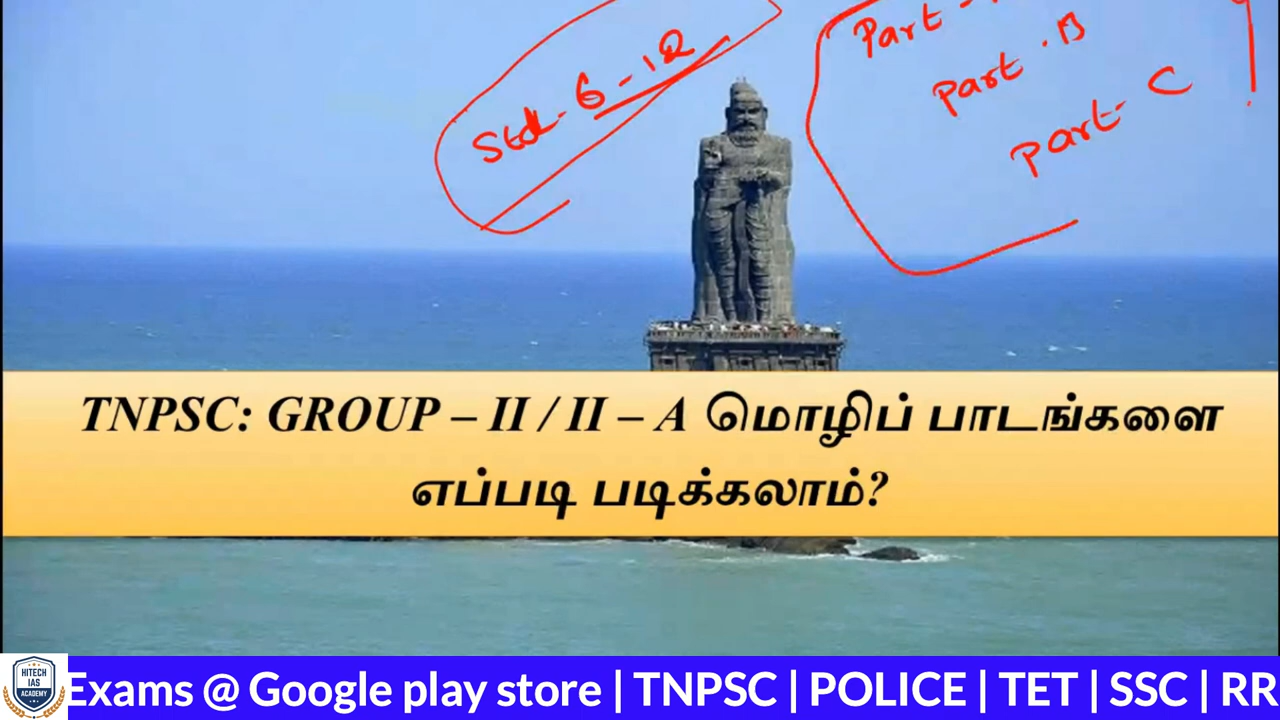 Part -
Std - 6 - 12
Part . B
Part - C
TNPSC: GROUP – II / II – A மொழிப் பாடங்களை
எப்படி படிக்கலாம்?
HITECH
IAS
ACADEMY
Exams @ Google play store | TNPSC | POLICE | TET | SSC | RR